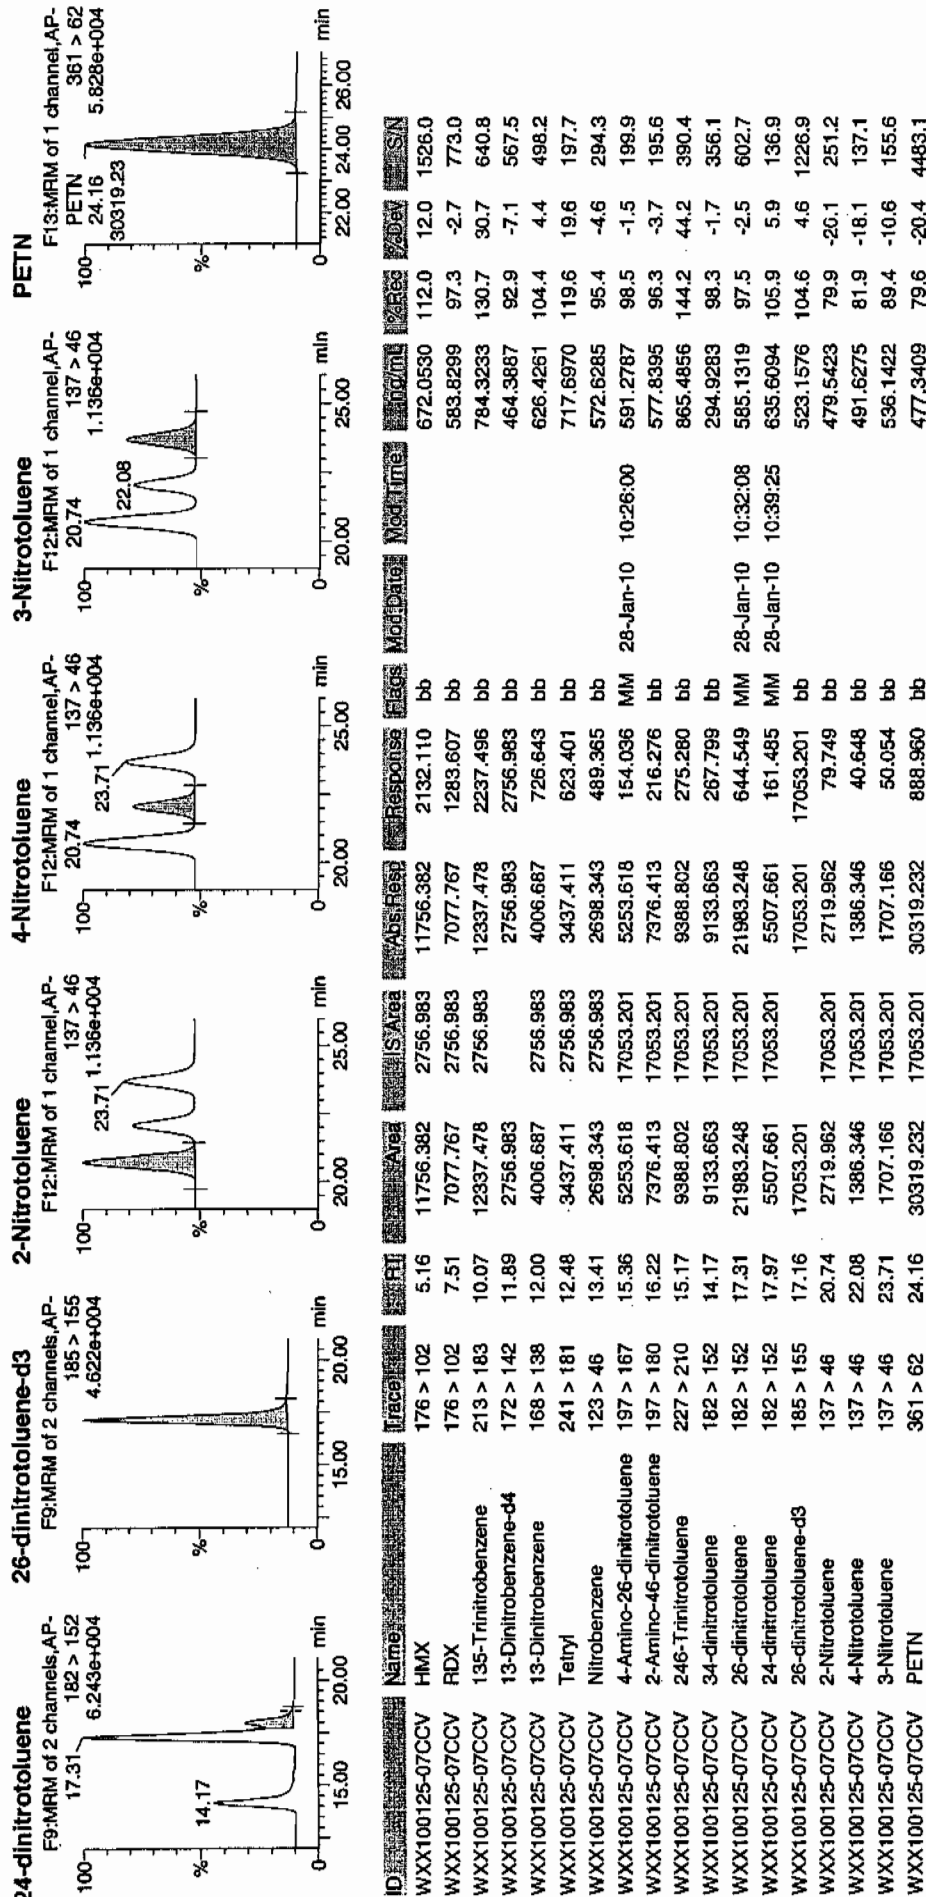 24-dinitrotoluene
F9:MRM of 2 channels,AP-
182 > 152
6.243e+004
17.31
14.17
100
%
0
15.00
20.00
min
26-dinitrotoluene-d3
F9:MRM of 2 channels,AP-
185 > 155
4.622e+004
100
%
0
15.00
20.00
min
2-Nitrotoluene
F12:MRM of 1 channel,AP-
137 > 46
1.136e+004
23.71
100
%
0
20.00
25.00
min
4-Nitrotoluene
F12:MRM of 1 channel,AP-
137 > 46
1.136e+004
20.74
23.71
100
%
0
20.00
25.00
min
3-Nitrotoluene
F12:MRM of 1 channel,AP-
137 > 46
1.136e+004
20.74
22.08
100
%
0
20.00
25.00
min
PETN
F13:MRM of 1 channel,AP-
361 > 62
5.828e+004
PETN
24.16
30319.23
100
%
0
22.00
24.00
26.00
min
ID Name Trace RT Area IS Area Abs.Resp Response Flags Mod.Date Mod.Time ng/mL %Rec %Dev S/N
WXX100125-07CCV HMX 176 > 102 5.16 11756.382 2756.983 11756.382 2132.110 bb 672.0530 112.0 12.0 1526.0
WXX100125-07CCV RDX 176 > 102 7.51 7077.767 2756.983 7077.767 1283.607 bb 583.8299 97.3 -2.7 773.0
WXX100125-07CCV 135-Trinitrobenzene 213 > 183 10.07 12337.478 2756.983 12337.478 2237.496 bb 784.3233 130.7 30.7 640.8
WXX100125-07CCV 13-Dinitrobenzene-d4 172 > 142 11.89 2756.983 2756.983 2756.983 bb 464.3887 92.9 -7.1 567.5
WXX100125-07CCV 13-Dinitrobenzene 168 > 138 12.00 4006.687 2756.983 4006.687 726.643 bb 626.4261 104.4 4.4 498.2
WXX100125-07CCV Tetryl 241 > 181 12.48 3437.411 2756.983 3437.411 623.401 bb 717.6970 119.6 19.6 197.7
WXX100125-07CCV Nitrobenzene 123 > 46 13.41 2698.343 2756.983 2698.343 489.365 bb 572.6285 95.4 -4.6 294.3
WXX100125-07CCV 4-Amino-26-dinitrotoluene 197 > 167 15.36 5253.618 17053.201 5253.618 154.036 MM 28-Jan-10 10:26:00 591.2787 98.5 -1.5 199.9
WXX100125-07CCV 2-Amino-46-dinitrotoluene 197 > 180 16.22 7376.413 17053.201 7376.413 216.276 bb 577.8395 96.3 -3.7 195.6
WXX100125-07CCV 246-Trinitrotoluene 227 > 210 15.17 9388.802 17053.201 9388.802 275.280 bb 865.4856 144.2 44.2 390.4
WXX100125-07CCV 34-dinitrotoluene 182 > 152 14.17 9133.663 17053.201 9133.663 267.799 bb 294.9283 98.3 -1.7 356.1
WXX100125-07CCV 26-dinitrotoluene 182 > 152 17.31 21983.248 17053.201 21983.248 644.549 MM 28-Jan-10 10:32:08 585.1319 97.5 -2.5 602.7
WXX100125-07CCV 24-dinitrotoluene 182 > 152 17.97 5507.661 17053.201 5507.661 161.485 MM 28-Jan-10 10:39:25 635.6094 105.9 5.9 136.9
WXX100125-07CCV 26-dinitrotoluene-d3 185 > 155 17.16 17053.201 17053.201 17053.201 bb 523.1576 104.6 4.6 1226.9
WXX100125-07CCV 2-Nitrotoluene 137 > 46 20.74 2719.962 17053.201 2719.962 79.749 bb 479.5423 79.9 -20.1 251.2
WXX100125-07CCV 4-Nitrotoluene 137 > 46 22.08 1386.346 17053.201 1386.346 40.648 bb 491.6275 81.9 -18.1 137.1
WXX100125-07CCV 3-Nitrotoluene 137 > 46 23.71 1707.166 17053.201 1707.166 50.054 bb 536.1422 89.4 -10.6 155.6
WXX100125-07CCV PETN 361 > 62 24.16 30319.232 17053.201 30319.232 888.960 bb 477.3409 79.6 -20.4 4483.1